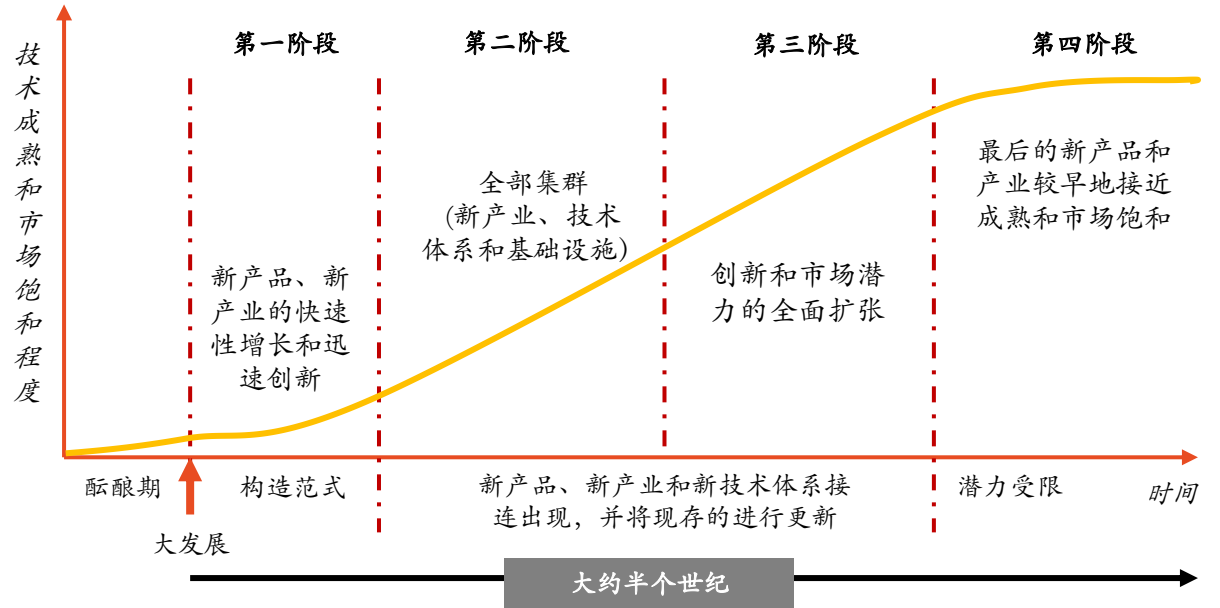 技术成熟和市场饱和程度
第一阶段
第二阶段
第三阶段
第四阶段
新产品、新
产业的快速
性增长和迅
速创新
全部集群
(新产业、技术
体系和基础设施)
创新和市场潜
力的全面扩张
最后的新产品和
产业较早地接近
成熟和市场饱和
酝酿期
构造范式
新产品、新产业和新技术体系接
连出现，并将现存的进行更新
潜力受限
时间
大发展
大约半个世纪